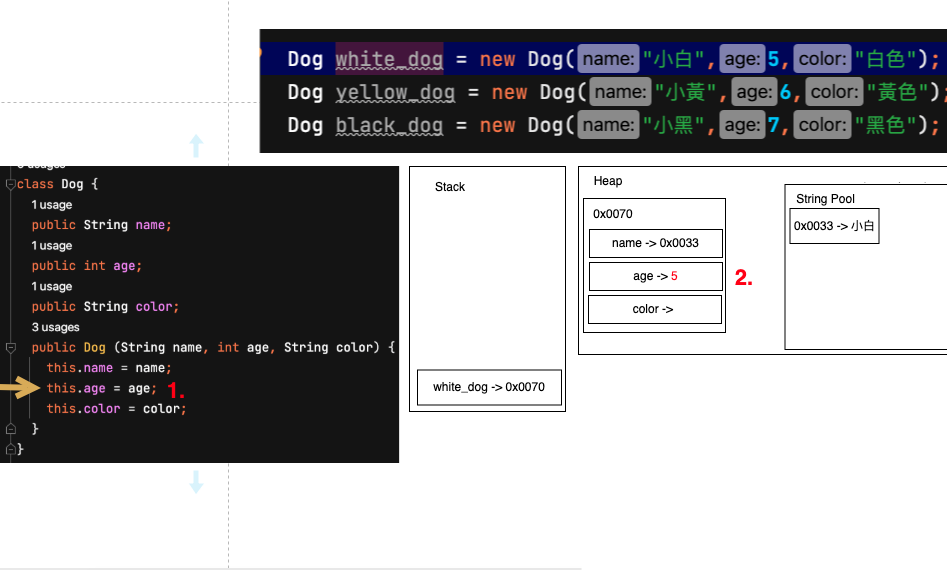 Dog white_dog = new Dog( name: "小白", age: 5, color: "白色");
Dog yellow_dog = new Dog( name: "小黃", age: 6, color: "黃色");
Dog black_dog = new Dog( name: "小黑", age: 7, color: "黑色");
class Dog {
1 usage
public String name;
1 usage
public int age;
1 usage
public String color;
3 usages
public Dog (String name, int age, String color) {
this.name = name;
this.age = age; 1.
this.color = color;
}
}
Stack
white_dog -> 0x0070
Heap
0x0070
name -> 0x0033
age -> 5
color ->
2.
String Pool
0x0033 -> 小白